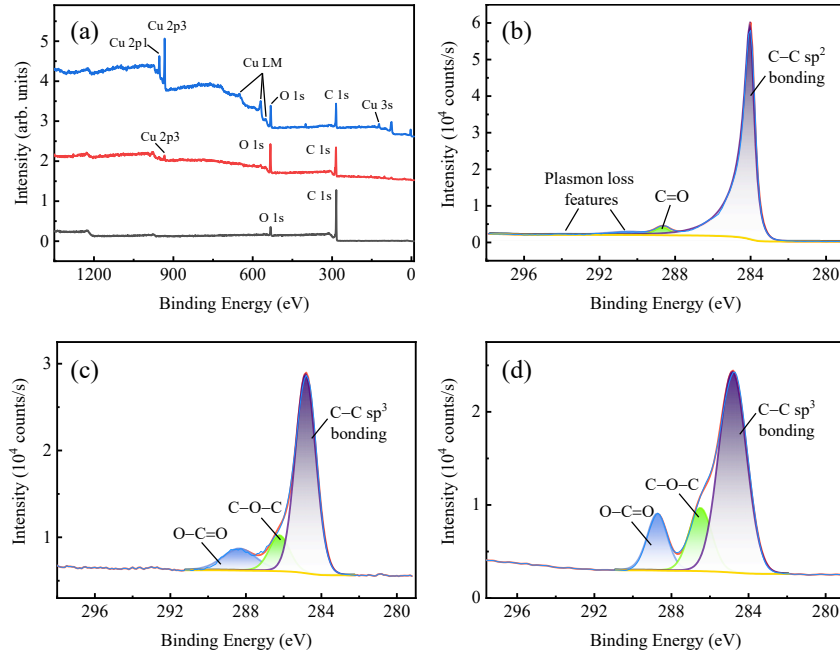 (a)
Cu 2p3
Cu 2p1
Cu LM
O 1s
C 1s
Cu 3s
Cu 2p3
O 1s
C 1s
C 1s
O 1s
5
4
3
2
1
0
1200 900 600 300 0
Intensity (arb. units)
Binding Energy (eV)
(b)
C−C sp²
bonding
Plasmon loss
features
C=O
6
5
4
3
2
1
0
296 292 288 284 280
Intensity (10⁴ counts/s)
Binding Energy (eV)
(c)
C−C sp³
bonding
C−O−C
O−C=O
3
2
1
296 292 288 284 280
Intensity (10⁴ counts/s)
Binding Energy (eV)
(d)
C−C sp³
bonding
C−O−C
O−C=O
2
1
0
296 292 288 284 280
Intensity (10⁴ counts/s)
Binding Energy (eV)